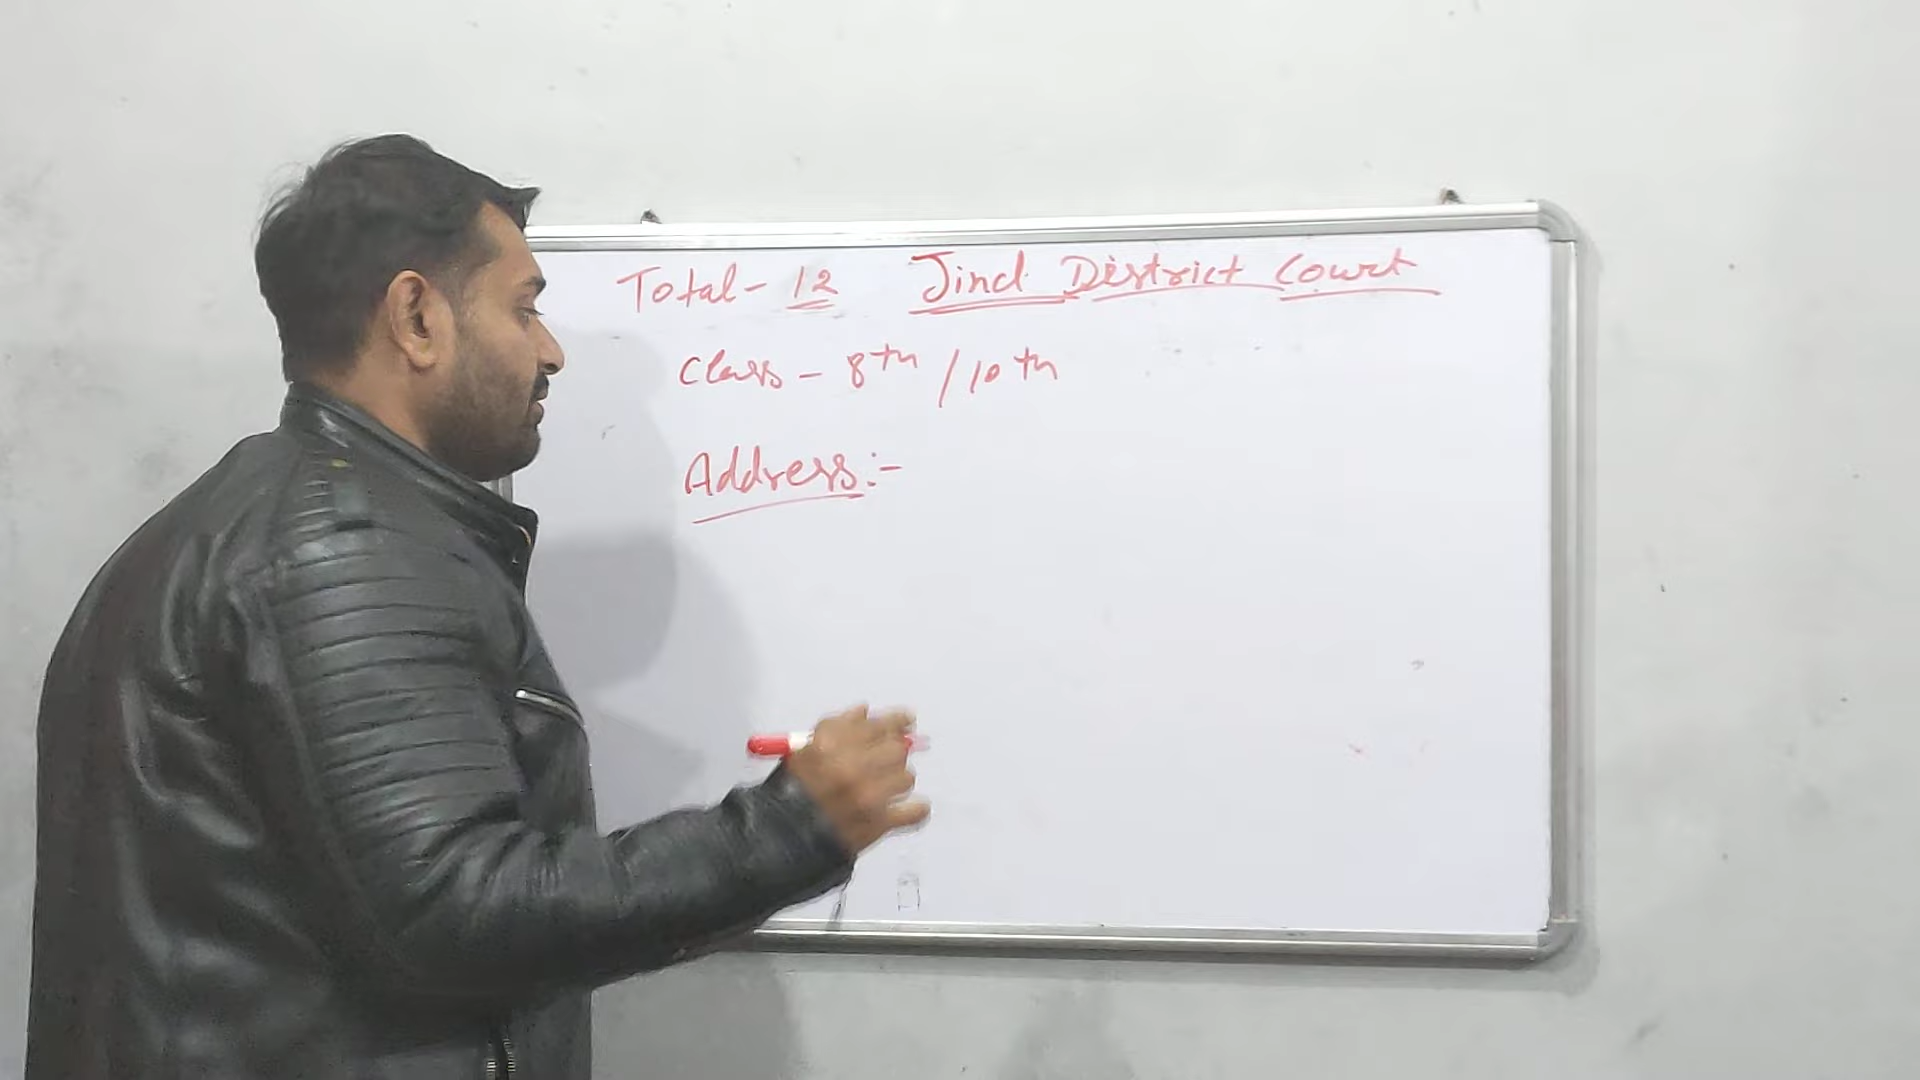 Total - 12 Jind District Court
Class - 8th / 10th
Address :-